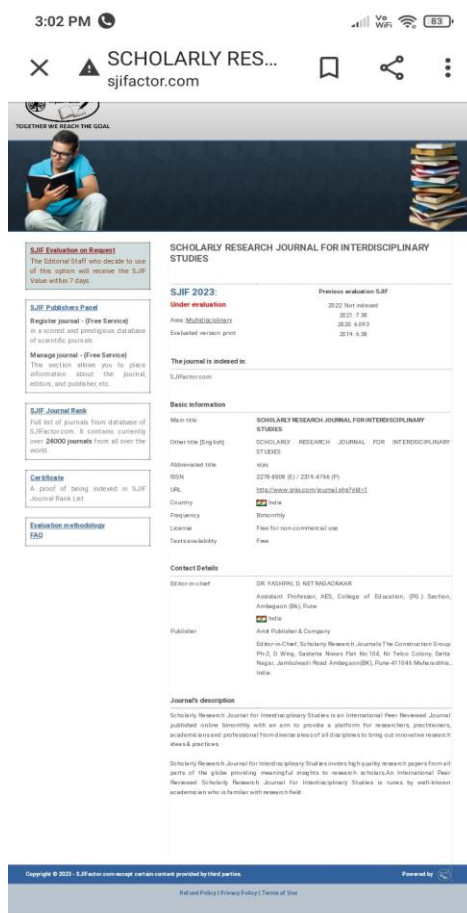 3:02 PM
Vo
WiFi
83
SCHOLARLY RES...
sjifactor.com
TOGETHER WE REACH THE GOAL
SJIF Evaluation on Request
The Editorial Staff who decide to use
of this option will receive the SJIF
Value within 7 days.
SJIF Publishers Panel
Register journal - (Free Service)
in a scored and prestigious database
of scientific journals
Manage journal - (Free Service)
This section allows you to place
information about the journal,
editors, and publisher, etc.
SJIF Journal Rank
Full list of journals from database of
SJIFactor.com. It contains currently
over 24000 journals from all over the
world.
Certificate
A proof of being indexed in SJIF
Journal Rank List
Evaluation methodology
FAQ
SCHOLARLY RESEARCH JOURNAL FOR INTERDISCIPLINARY
STUDIES
SJIF 2023:
Under evaluation
Area: Multidisciplinary
Evaluated version: print
Previous evaluation SJIF
2022: Not indexed
2021: 7.38
2020: 6.093
2019: 6.38
The journal is indexed in:
SJIFactor.com
Basic information
Main title SCHOLARLY RESEARCH JOURNAL FOR INTERDISCIPLINARY
STUDIES
Other title [English] SCHOLARLY RESEARCH JOURNAL FOR INTERDISCIPLINARY
STUDIES
Abbreviated title srjis
ISSN 2278-8808 (E) / 2319-4766 (P)
URL http://www.srjis.com/journal.php?jrId=1
Country India
Frequency Bimonthly
License Free for non-commercial use
Texts availability Free
Contact Details
Editor-in-chief DR YASHPAL D NETRAGAONKAR
Assistant Professor, AES, College of Education, (PG ) Section,
Ambegaon (Bk), Pune
India
Publisher Amit Publisher & Company
Editor-in-Chief, Scholarly Research Journals The Construction Group
Ph-2, D Wing, Saidatta Niwas Flat No 104, Nr Telco Colony, Datta
Nagar, Jambulwadi Road Ambegaon(BK), Pune-411046 Maharashtra,
India.
Journal's description
Scholarly Research Journal for Interdisciplinary Studies is an International Peer Reviewed Journal
published online bimonthly with an aim to provide a platform for researchers, practitioners,
academicians and professional from diverse areas of all disciplines to bring out innovative research
ideas & practices.
Scholarly Research Journal for Interdisciplinary Studies invites high quality research papers from all
parts of the globe providing meaningful insights to research scholars.An International Peer
Reviewed Scholarly Research Journal for Interdisciplinary Studies is runes by well-known
academician who is familiar with research field.
Copyright © 2023 - SJIFactor.com except certain content provided by third parties.
Powered by
Refund Policy | Privacy Policy | Terms of Use